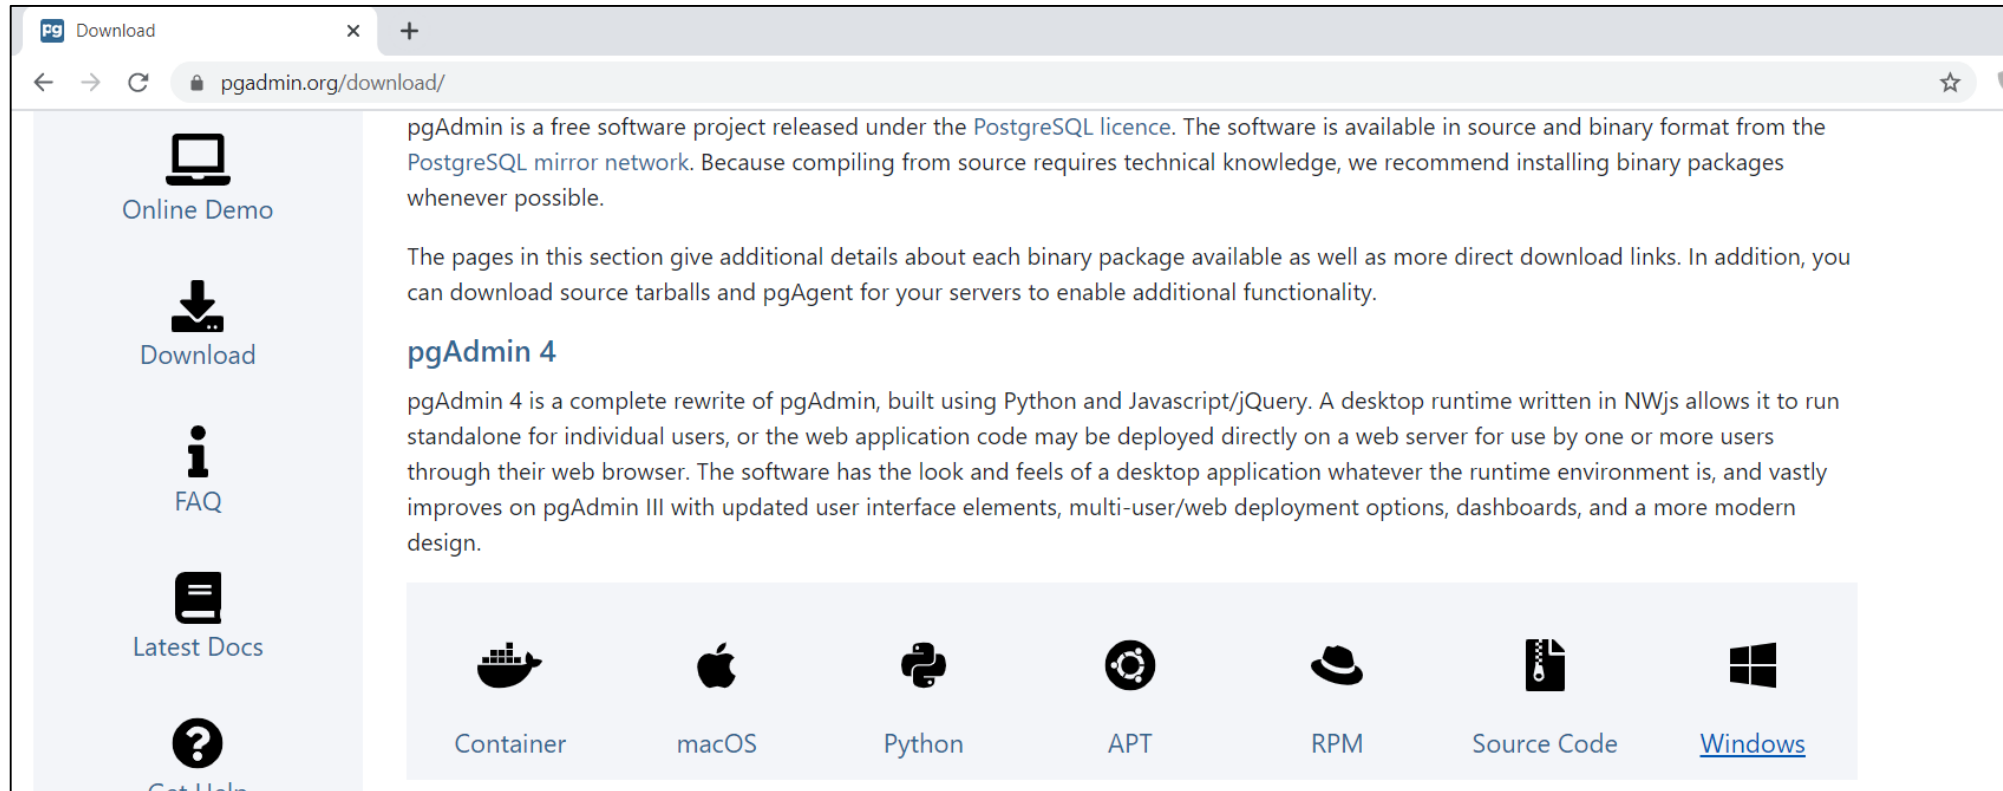 Pg Download
pgadmin.org/download/
Online Demo
Download
FAQ
Latest Docs
Get Help
pgAdmin is a free software project released under the PostgreSQL licence. The software is available in source and binary format from the
PostgreSQL mirror network. Because compiling from source requires technical knowledge, we recommend installing binary packages
whenever possible.
The pages in this section give additional details about each binary package available as well as more direct download links. In addition, you
can download source tarballs and pgAgent for your servers to enable additional functionality.
pgAdmin 4
pgAdmin 4 is a complete rewrite of pgAdmin, built using Python and Javascript/jQuery. A desktop runtime written in NWjs allows it to run
standalone for individual users, or the web application code may be deployed directly on a web server for use by one or more users
through their web browser. The software has the look and feels of a desktop application whatever the runtime environment is, and vastly
improves on pgAdmin III with updated user interface elements, multi-user/web deployment options, dashboards, and a more modern
design.
Container macOS Python APT RPM Source Code Windows